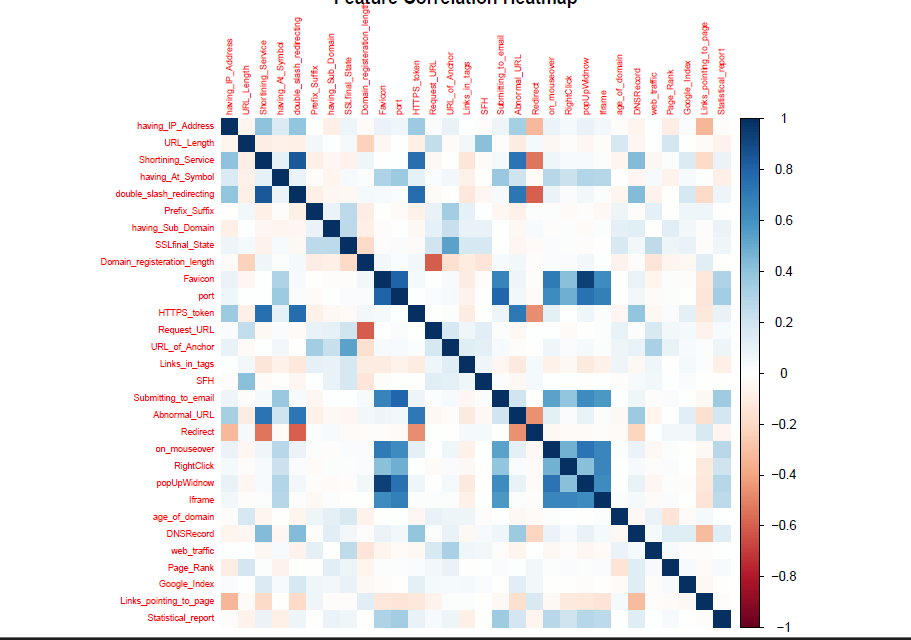 Feature Correlation Heatmap
having_IP_Address
URL_Length
Shortining_Service
having_At_Symbol
double_slash_redirecting
Prefix_Suffix
having_Sub_Domain
SSLfinal_State
Domain_registeration_length
Favicon
port
HTTPS_token
Request_URL
URL_of_Anchor
Links_in_tags
SFH
Submitting_to_email
Abnormal_URL
Redirect
on_mouseover
RightClick
popUpWidnow
Iframe
age_of_domain
DNSRecord
web_traffic
Page_Rank
Google_Index
Links_pointing_to_page
Statistical_report
having_IP_Address
URL_Length
Shortining_Service
having_At_Symbol
double_slash_redirecting
Prefix_Suffix
having_Sub_Domain
SSLfinal_State
Domain_registeration_length
Favicon
port
HTTPS_token
Request_URL
URL_of_Anchor
Links_in_tags
SFH
Submitting_to_email
Abnormal_URL
Redirect
on_mouseover
RightClick
popUpWidnow
Iframe
age_of_domain
DNSRecord
web_traffic
Page_Rank
Google_Index
Links_pointing_to_page
Statistical_report
1
0.8
0.6
0.4
0.2
0
−0.2
−0.4
−0.6
−0.8
−1